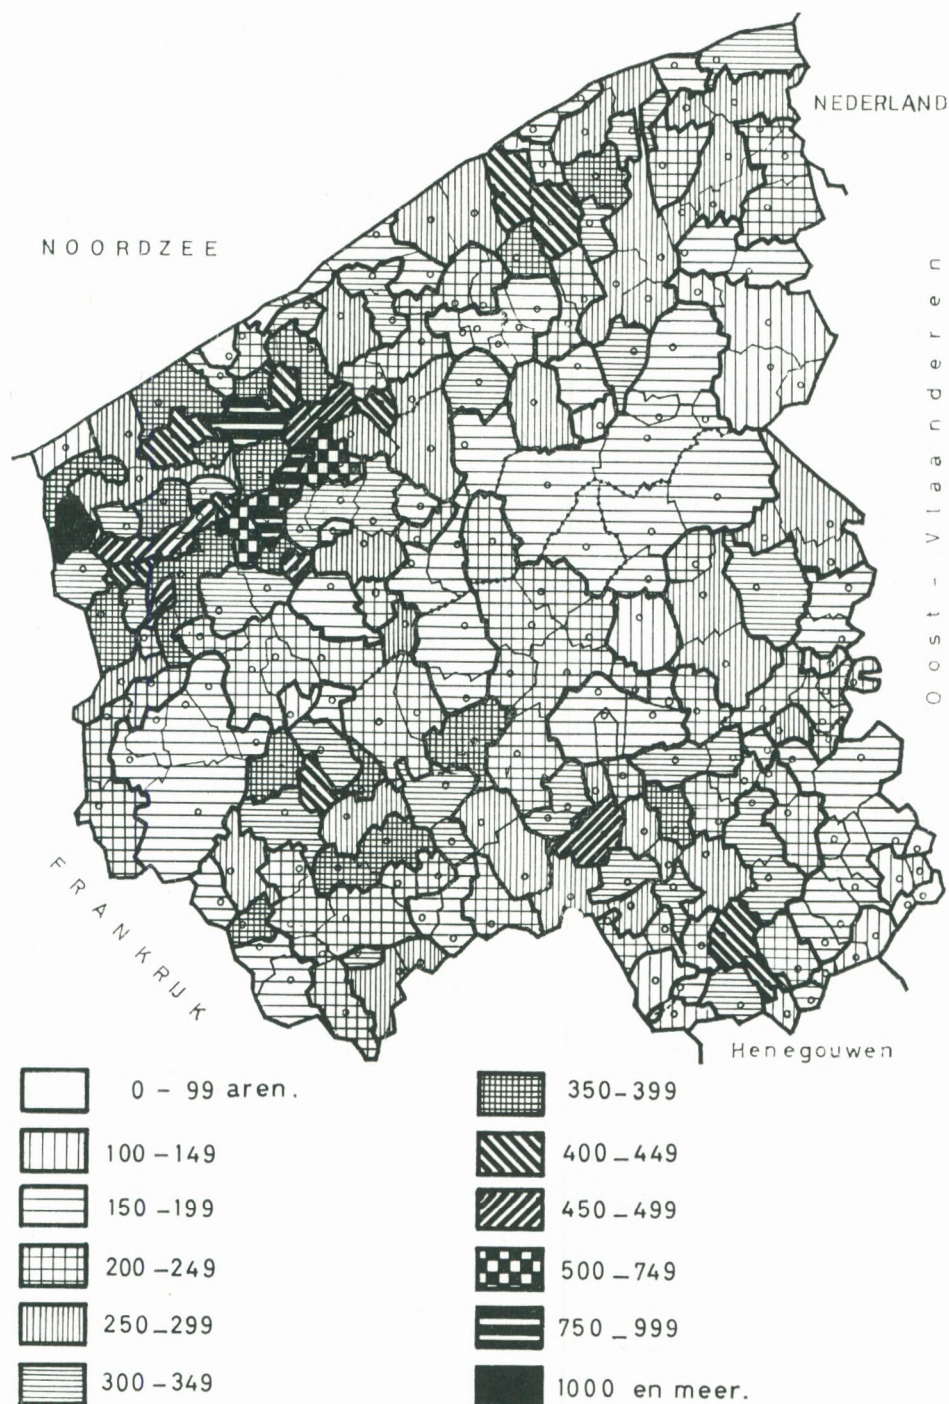 NEDERLAND
NOORDZEE
Oost - Vlaanderen
FRANKRIJK
Henegouwen
0 - 99 aren.
100 - 149
150 - 199
200 - 249
250 _ 299
300 - 349
350 - 399
400 _ 449
450 _ 499
500 _ 749
750 _ 999
1000 en meer.